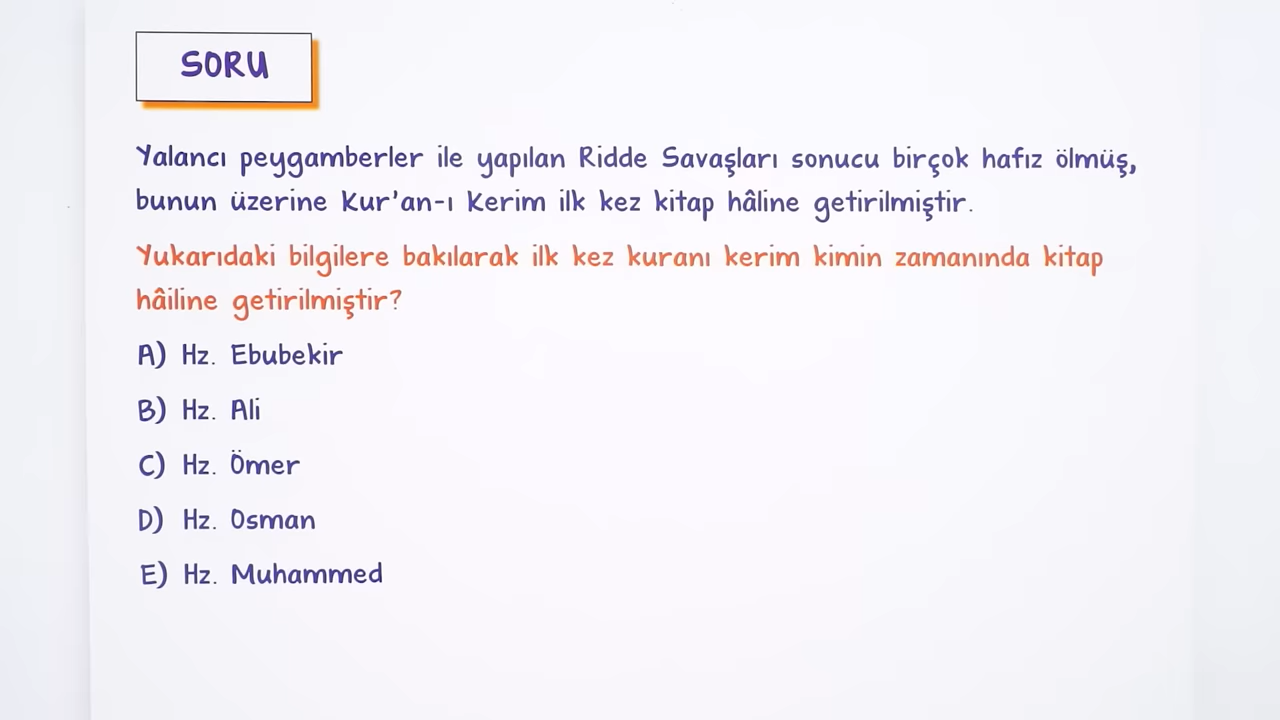 SORU
Yalancı peygamberler ile yapılan Ridde Savaşları sonucu birçok hafız ölmüş,
bunun üzerine Kur'an-ı Kerim ilk kez kitap hâline getirilmiştir.
Yukarıdaki bilgilere bakılarak ilk kez kuranı kerim kimin zamanında kitap
hâiline getirilmiştir?
A) Hz. Ebubekir
B) Hz. Ali
C) Hz. Ömer
D) Hz. Osman
E) Hz. Muhammed